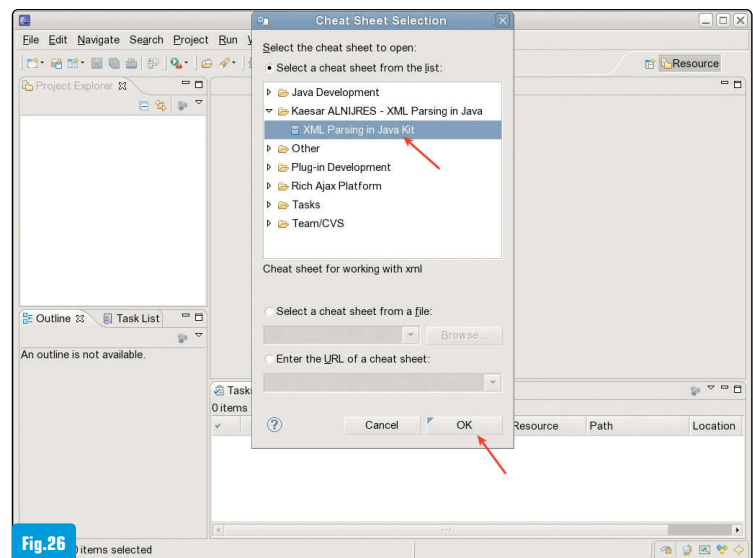 Cheat Sheet Selection
File Edit Navigate Search Project Run
Select the cheat sheet to open:
Select a cheat sheet from the list:
Resource
Project Explorer
Java Development
Kaesar ALNIJRES - XML Parsing in Java
XML Parsing in Java Kit
Other
Plug-in Development
Rich Ajax Platform
Tasks
Team/CVS
Cheat sheet for working with xml
Select a cheat sheet from a file:
Browse...
Enter the URL of a cheat sheet:
Outline Task List
An outline is not available.
Tasks
0 items
Cancel OK
Resource Path Location
Fig.26
0 items selected